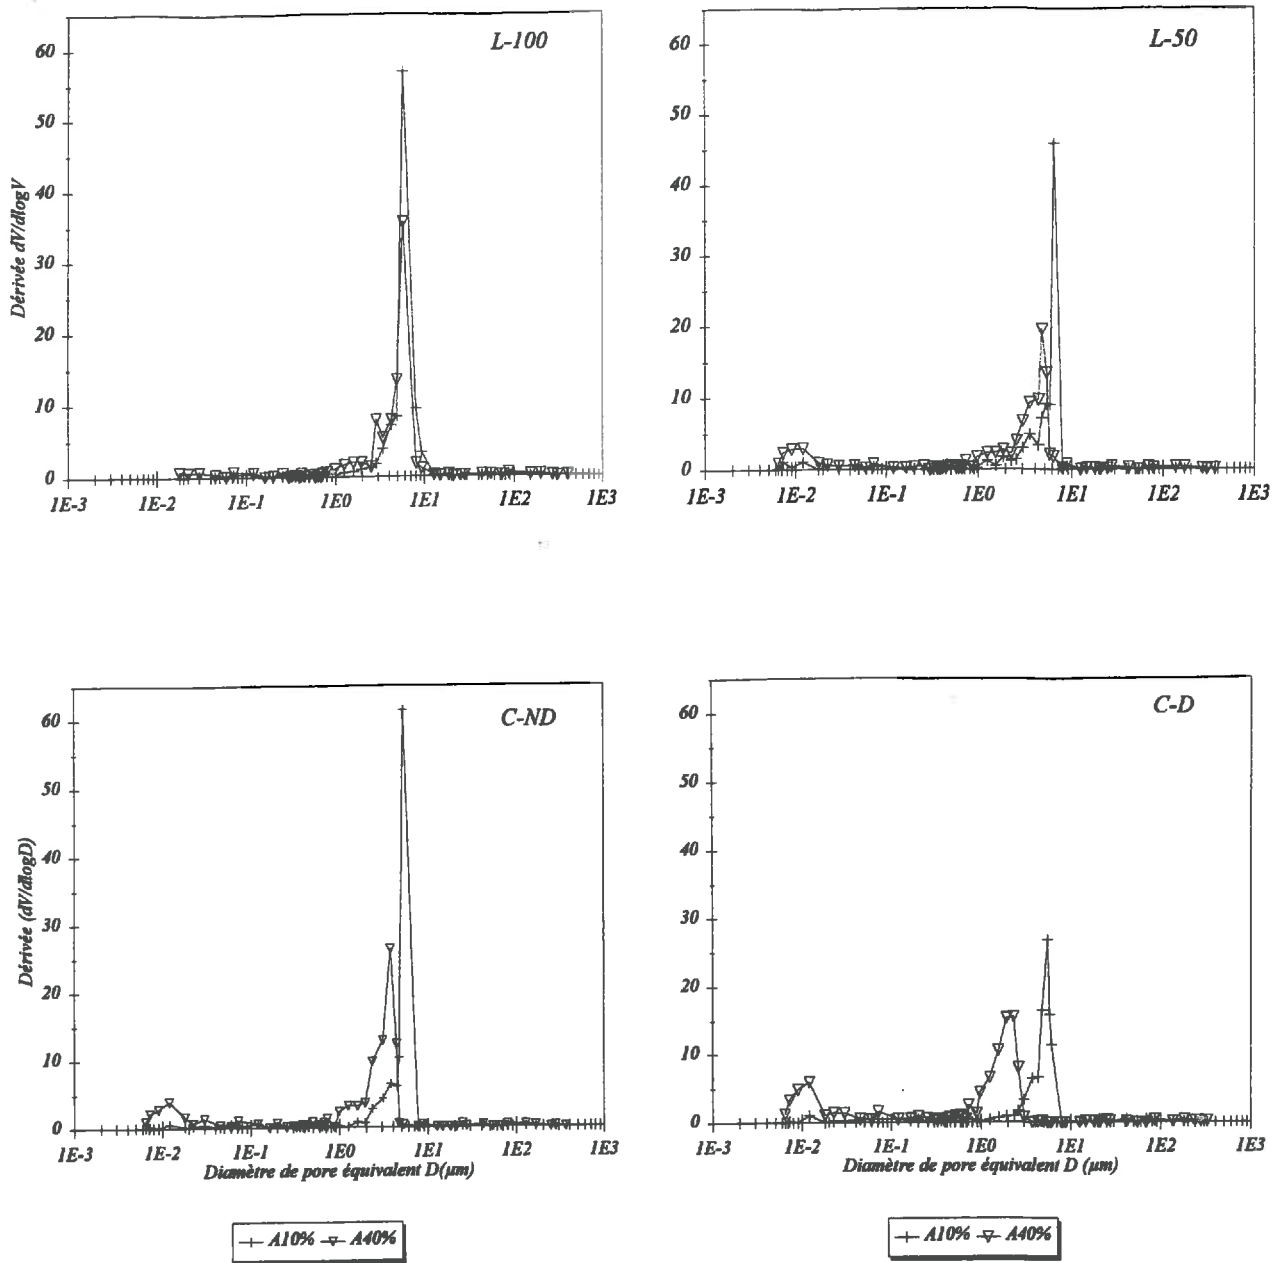 L-100
60
50
40
30
20
10
0
Dérivée dV/dlogV
1E-3 1E-2 1E-1 1E0 1E1 1E2 1E3
L-50
60
50
40
30
20
10
0
1E-3 1E-2 1E-1 1E0 1E1 1E2 1E3
C-ND
60
50
40
30
20
10
0
Dérivée (dV/dlogD)
1E-3 1E-2 1E-1 1E0 1E1 1E2 1E3
Diamètre de pore équivalent D(µm)
A10% A40%
C-D
60
50
40
30
20
10
0
1E-3 1E-2 1E-1 1E0 1E1 1E2 1E3
Diamètre de pore équivalent D (µm)
A10% A40%